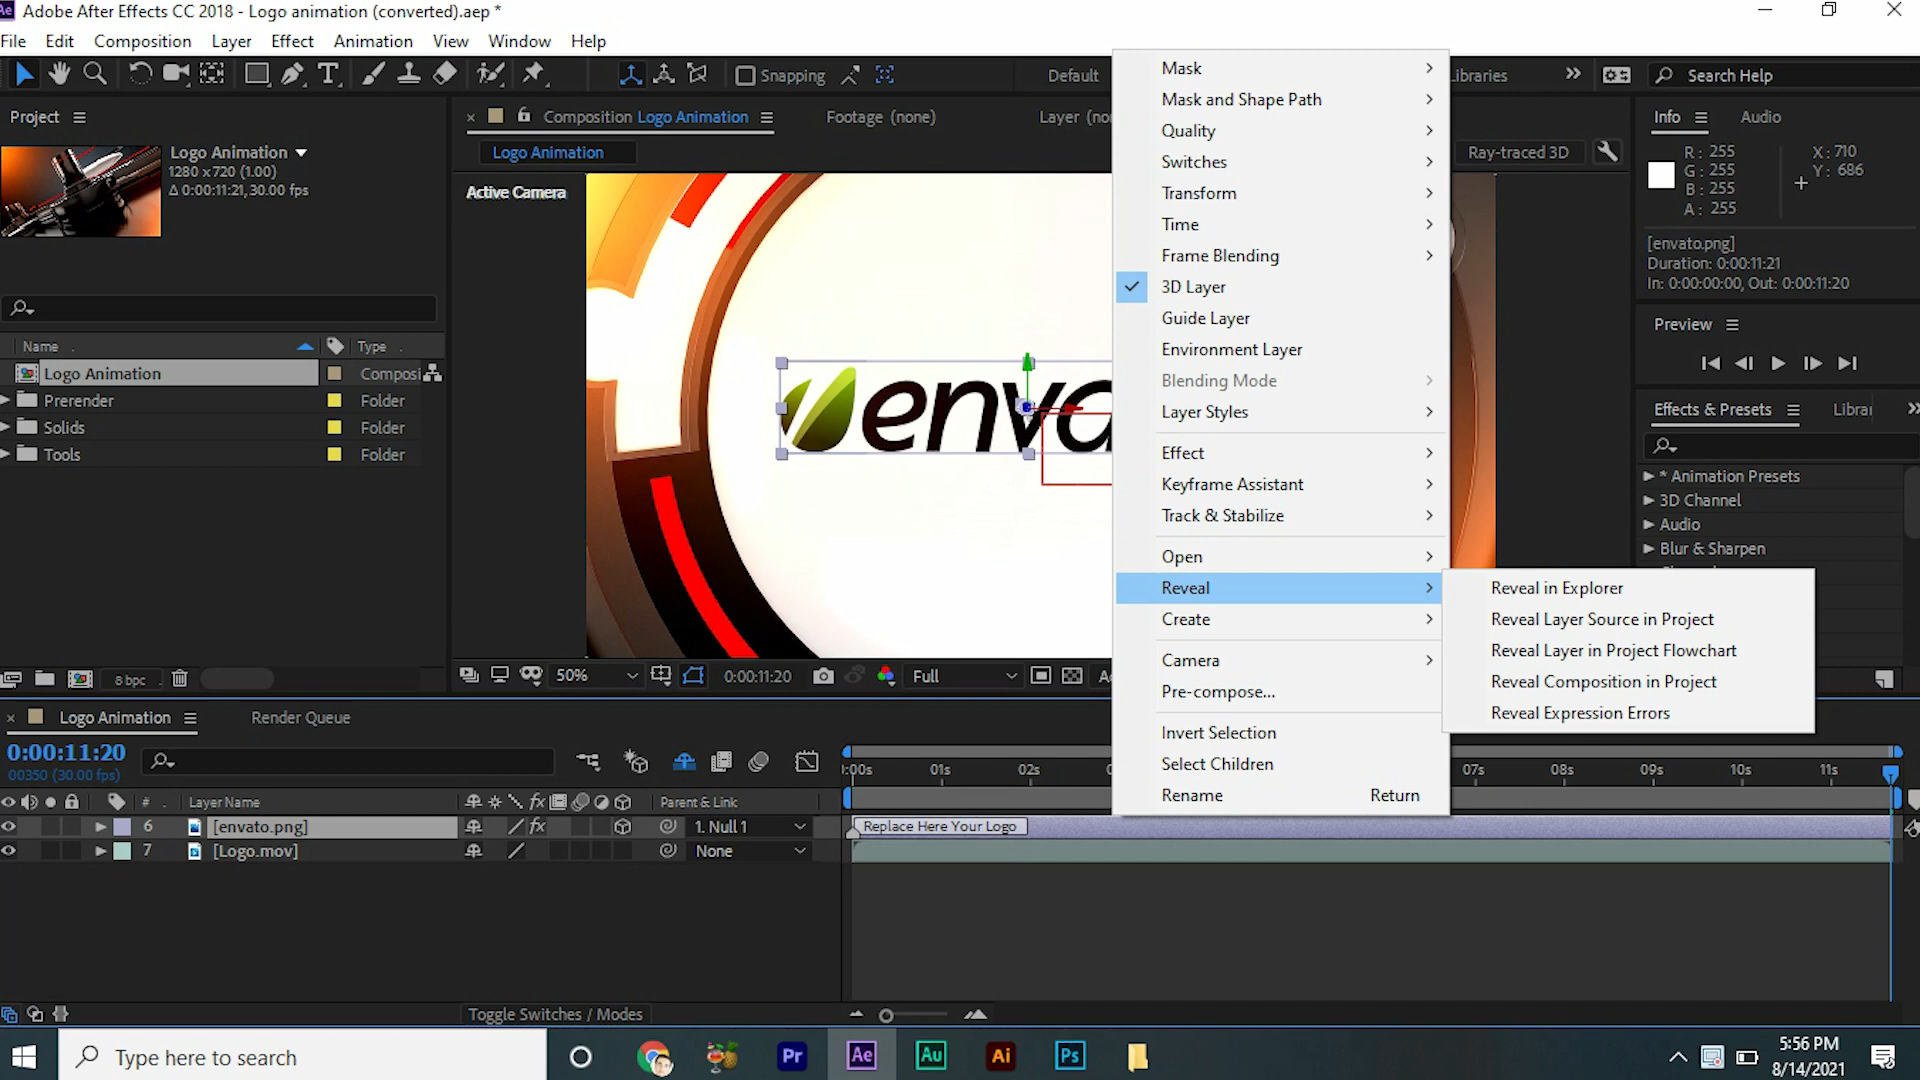 Ae Adobe After Effects CC 2018 - Logo animation (converted).aep *
File Edit Composition Layer Effect Animation View Window Help
Snapping Default Libraries Search Help
Project
Logo Animation
1280 x 720 (1.00)
Δ 0:00:11:21, 30.00 fps
Name Type
Logo Animation Composi
Prerender Folder
Solids Folder
Tools Folder
8 bpc
Composition Logo Animation Footage (none) Layer (no
Logo Animation Ray-traced 3D
Active Camera
enva
50% 0:00:11:20 Full
Mask
Mask and Shape Path
Quality
Switches
Transform
Time
Frame Blending
3D Layer
Guide Layer
Environment Layer
Blending Mode
Layer Styles
Effect
Keyframe Assistant
Track & Stabilize
Open
Reveal
Create
Camera
Pre-compose...
Invert Selection
Select Children
Rename Return
Reveal in Explorer
Reveal Layer Source in Project
Reveal Layer in Project Flowchart
Reveal Composition in Project
Reveal Expression Errors
Info Audio
R: 255 X: 710
G: 255 Y: 686
B: 255
A: 255
[envato.png]
Duration: 0:00:11:21
In: 0:00:00:00, Out: 0:00:11:20
Preview
Effects & Presets Librar
* Animation Presets
3D Channel
Audio
Blur & Sharpen
Logo Animation Render Queue
0:00:11:20
00350 (30.00 fps)
:00s 01s 02s 07s 08s 09s 10s 11s
# Layer Name fx Parent & Link
6 [envato.png] fx 1. Null 1 Replace Here Your Logo
7 [Logo.mov] None
Toggle Switches / Modes
Type here to search
Pr Ae Au Ai Ps
5:56 PM
8/14/2021